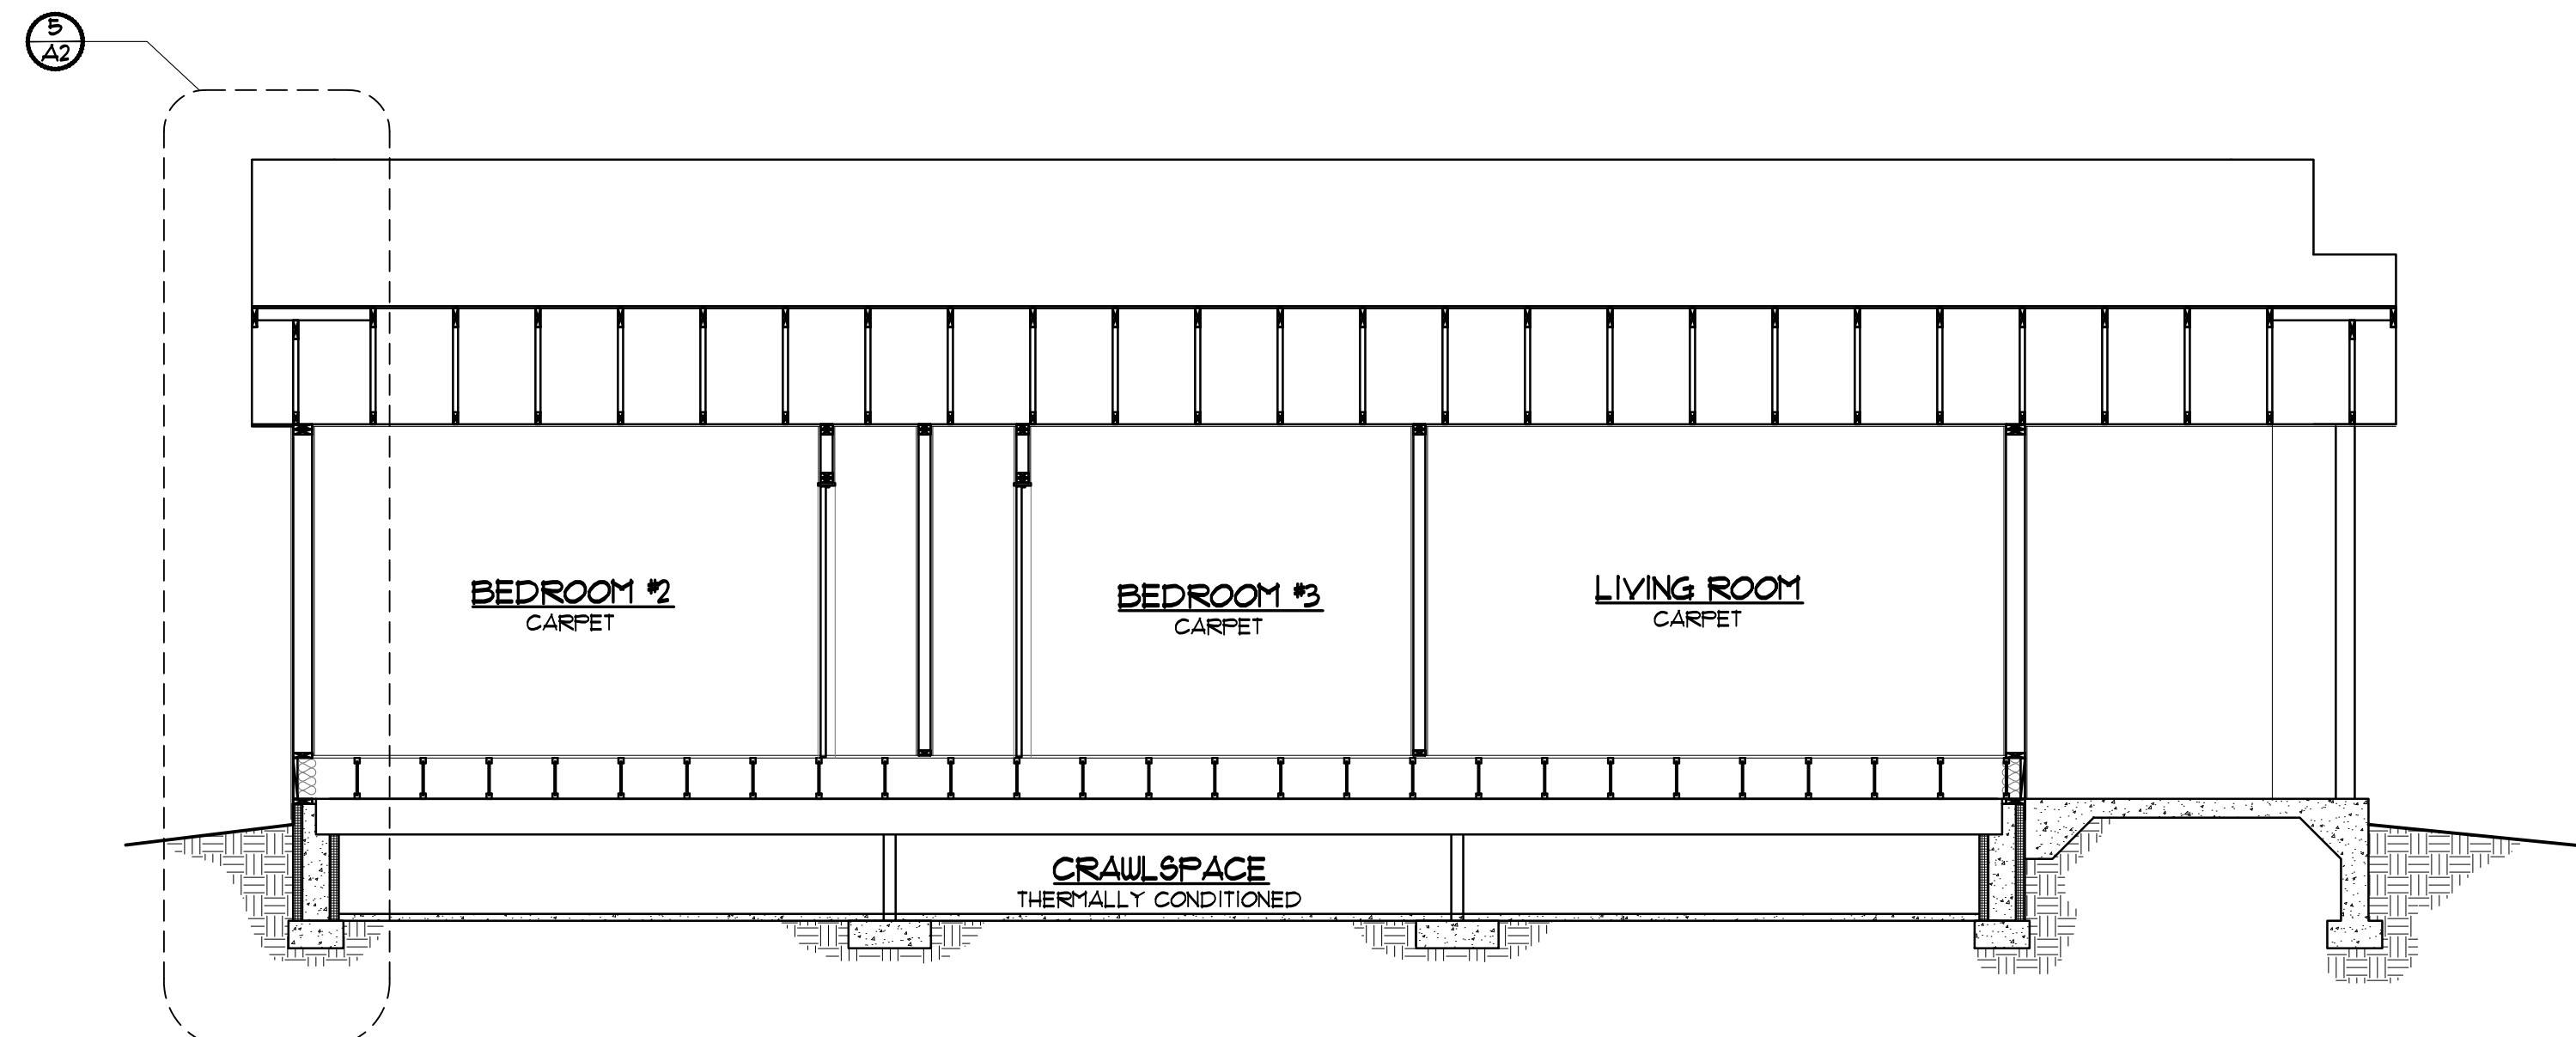 5
A2
BEDROOM #2
CARPET
BEDROOM #3
CARPET
LIVING ROOM
CARPET
CRAWLSPACE
THERMALLY CONDITIONED